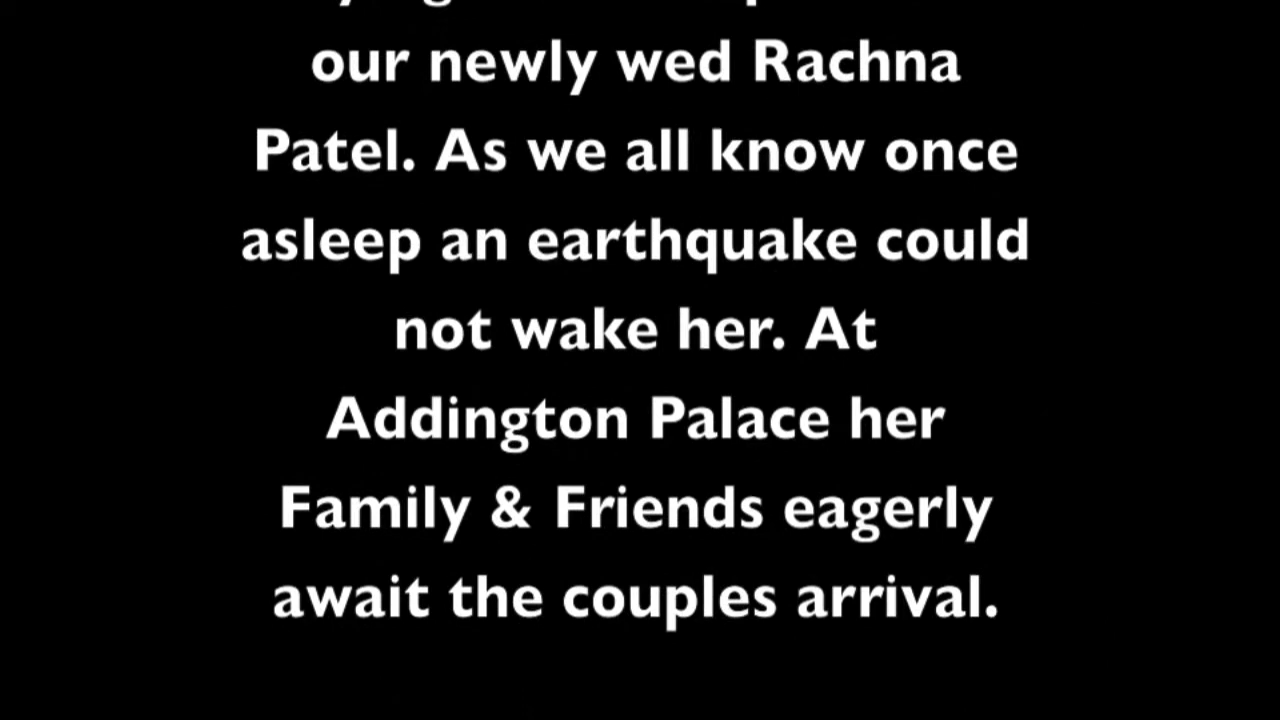 our newly wed Rachna
Patel. As we all know once
asleep an earthquake could
not wake her. At
Addington Palace her
Family & Friends eagerly
await the couples arrival.